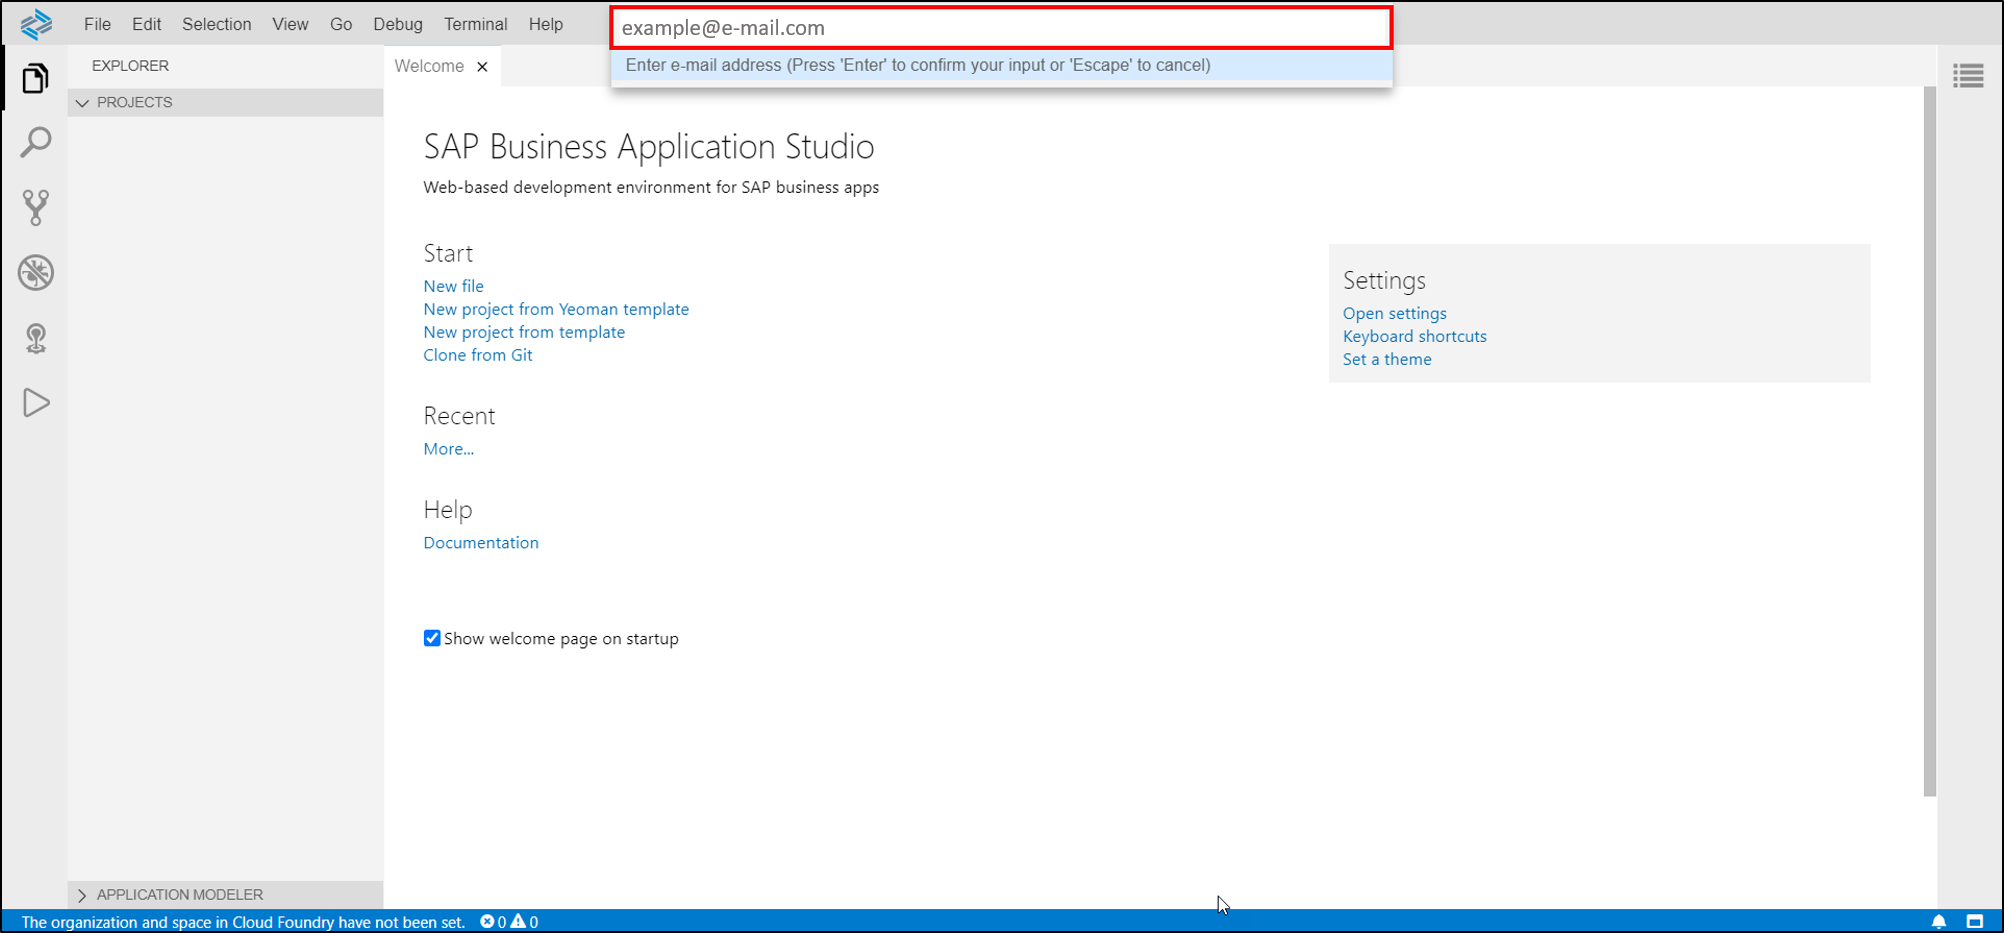 File Edit Selection View Go Debug Terminal Help
example@e-mail.com
Enter e-mail address (Press 'Enter' to confirm your input or 'Escape' to cancel)
EXPLORER
PROJECTS
Welcome
SAP Business Application Studio
Web-based development environment for SAP business apps
Start
New file
New project from Yeoman template
New project from template
Clone from Git
Recent
More...
Help
Documentation
Show welcome page on startup
Settings
Open settings
Keyboard shortcuts
Set a theme
APPLICATION MODELER
The organization and space in Cloud Foundry have not been set. 0 0